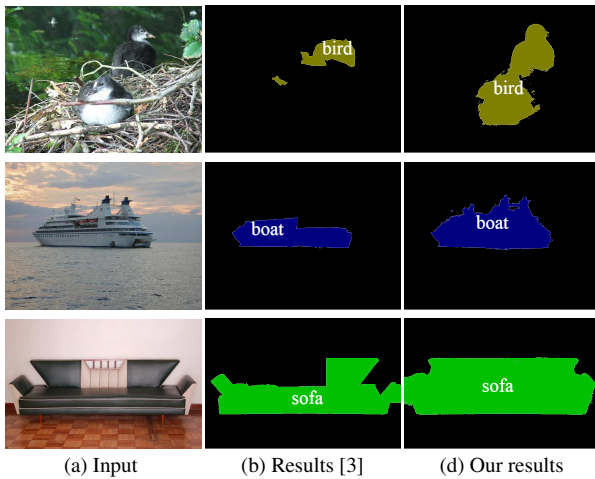 bird
bird
boat
boat
sofa
sofa
(a) Input
(b) Results [3]
(d) Our results